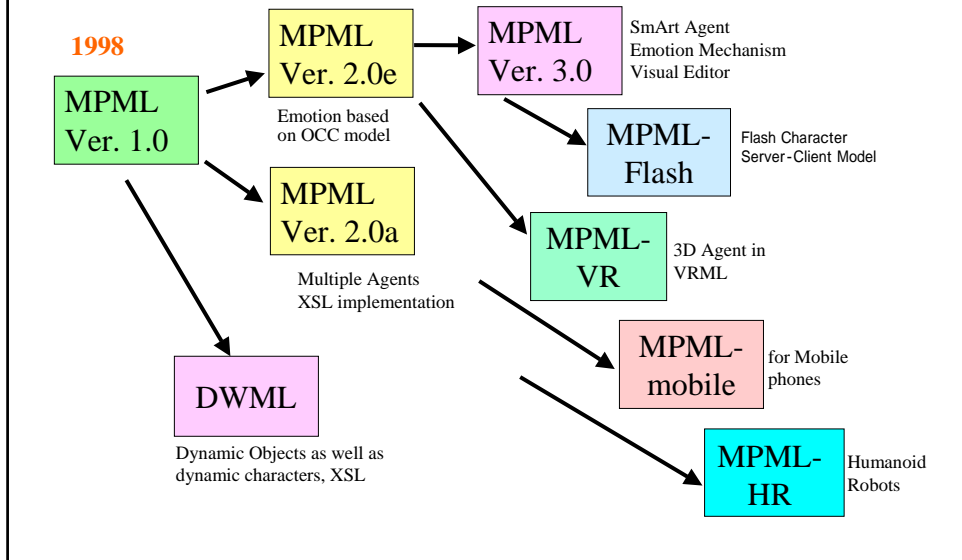 1998
MPML
Ver. 1.0
MPML
Ver. 2.0e
Emotion based
on OCC model
MPML
Ver. 3.0
SmArt Agent
Emotion Mechanism
Visual Editor
MPML-
Flash
Flash Character
Server-Client Model
MPML
Ver. 2.0a
Multiple Agents
XSL implementation
MPML-
VR
3D Agent in
VRML
MPML-
mobile
for Mobile
phones
DWML
Dynamic Objects as well as
dynamic characters, XSL
MPML-
HR
Humanoid
Robots